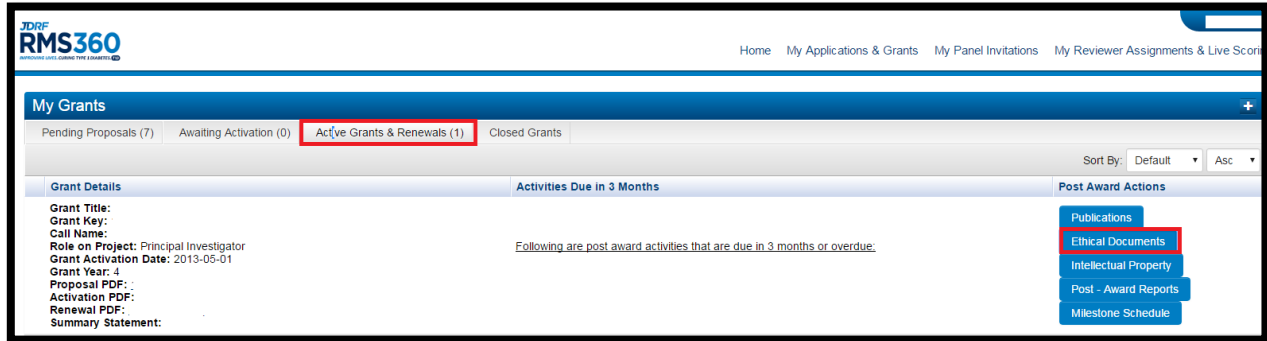 JDRF
RMS360
IMPROVING LIVES. CURING TYPE 1 DIABETES.
Home My Applications & Grants My Panel Invitations My Reviewer Assignments & Live Scori
My Grants
Pending Proposals (7) Awaiting Activation (0) Active Grants & Renewals (1) Closed Grants
Sort By: Default Asc
Grant Details Activities Due in 3 Months Post Award Actions
Grant Title:
Grant Key:
Call Name:
Role on Project: Principal Investigator
Grant Activation Date: 2013-05-01
Grant Year: 4
Proposal PDF:
Activation PDF:
Renewal PDF:
Summary Statement:
Following are post award activities that are due in 3 months or overdue:
Publications
Ethical Documents
Intellectual Property
Post - Award Reports
Milestone Schedule